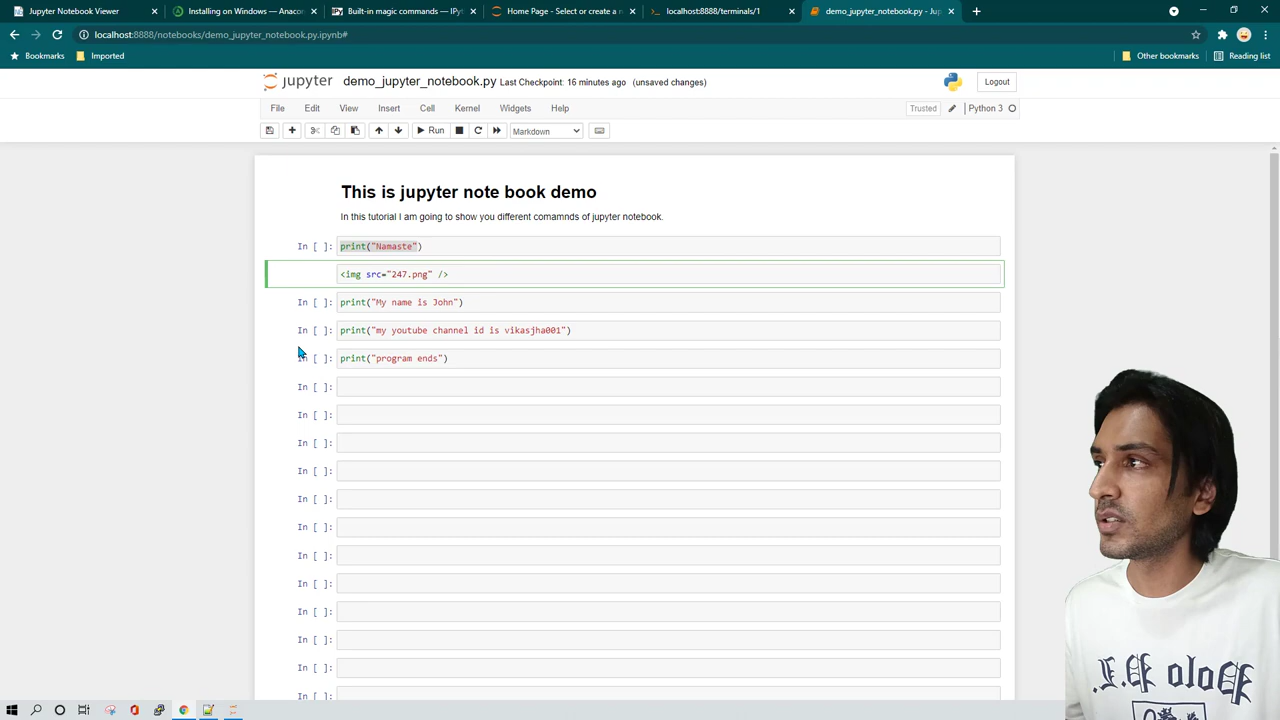 Jupyter Notebook Viewer
Installing on Windows — Anacon
IP[y]: Built-in magic commands — IPyt
Home Page - Select or create a n
localhost:8888/terminals/1
demo_jupyter_notebook.py - Jup
localhost:8888/notebooks/demo_jupyter_notebook.py.ipynb#
Bookmarks Imported Other bookmarks Reading list
jupyter demo_jupyter_notebook.py Last Checkpoint: 16 minutes ago (unsaved changes) Logout
File Edit View Insert Cell Kernel Widgets Help Trusted Python 3
Run Markdown
This is jupyter note book demo
In this tutorial I am going to show you different comamnds of jupyter notebook.
In [ ]: print("Namaste")
<img src="247.png" />
In [ ]: print("My name is John")
In [ ]: print("my youtube channel id is vikasjha001")
In [ ]: print("program ends")
In [ ]:
In [ ]:
In [ ]:
In [ ]:
In [ ]:
In [ ]:
In [ ]:
In [ ]:
In [ ]:
In [ ]:
In [ ]: